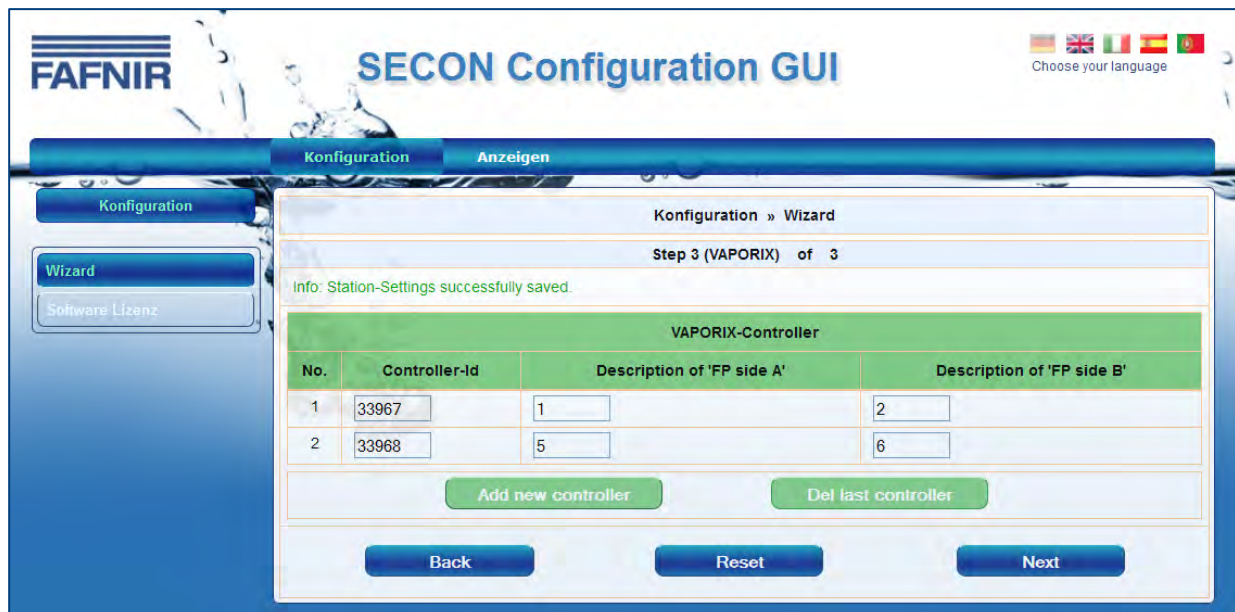 FAFNIR
SECON Configuration GUI
Choose your language
Konfiguration Anzeigen
Konfiguration
Wizard
Software Lizenz
Konfiguration » Wizard
Step 3 (VAPORIX) of 3
Info: Station-Settings successfully saved.
VAPORIX-Controller
No. Controller-Id Description of 'FP side A' Description of 'FP side B'
1 33967 1 2
2 33968 5 6
Add new controller Del last controller
Back Reset Next